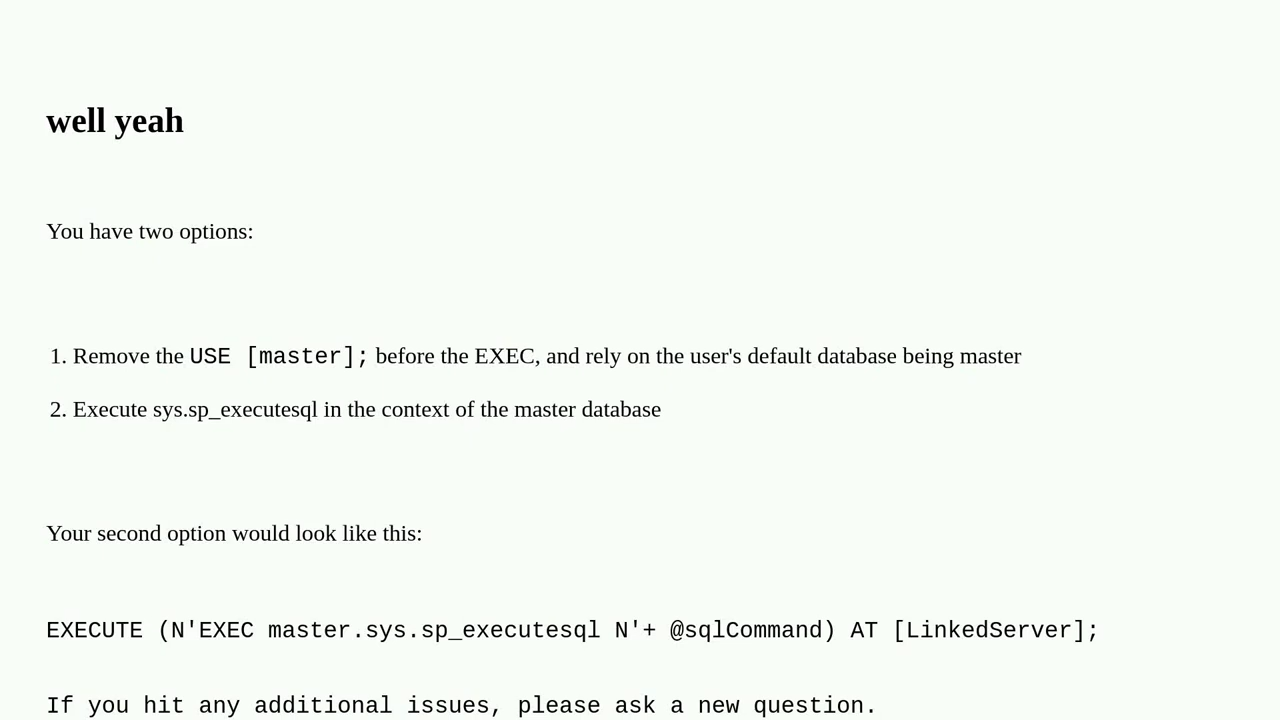 well yeah
You have two options:
1. Remove the USE [master]; before the EXEC, and rely on the user's default database being master
2. Execute sys.sp_executesql in the context of the master database
Your second option would look like this:
EXECUTE (N'EXEC master.sys.sp_executesql N'+ @sqlCommand) AT [LinkedServer];
If you hit any additional issues, please ask a new question.